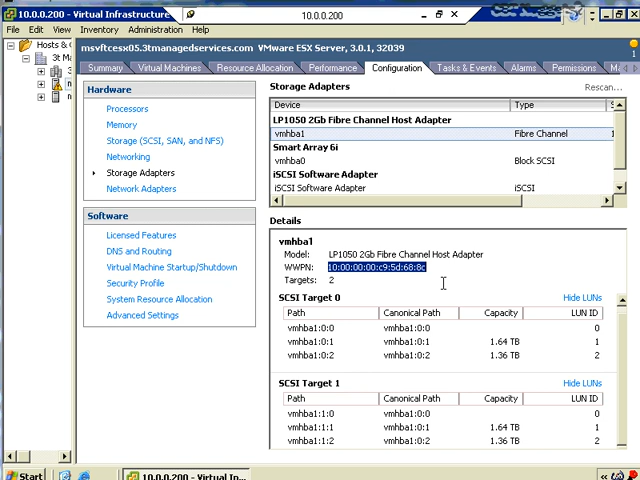 10.0.0.200 - Virtual Infrastructure
10.0.0.200
File Edit View Inventory Administration Help
Hosts & C
3t Ma
msvftcesx05.3tmanagedservices.com VMware ESX Server, 3.0.1, 32039
Summary Virtual Machines Resource Allocation Performance Configuration Tasks & Events Alarms Permissions Ma
Hardware
Processors
Memory
Storage (SCSI, SAN, and NFS)
Networking
Storage Adapters
Network Adapters
Software
Licensed Features
DNS and Routing
Virtual Machine Startup/Shutdown
Security Profile
System Resource Allocation
Advanced Settings
Storage Adapters Rescan...
Device Type S
LP1050 2Gb Fibre Channel Host Adapter
vmhba1 Fibre Channel 1
Smart Array 6i
vmhba0 Block SCSI
iSCSI Software Adapter
iSCSI Software Adapter iSCSI
Details
vmhba1
Model: LP1050 2Gb Fibre Channel Host Adapter
WWPN: 10:00:00:00:c9:5d:68:8c
Targets: 2
SCSI Target 0 Hide LUNs
Path Canonical Path Capacity LUN ID
vmhba1:0:0 vmhba1:0:0 0
vmhba1:0:1 vmhba1:0:1 1.64 TB 1
vmhba1:0:2 vmhba1:0:2 1.36 TB 2
SCSI Target 1 Hide LUNs
Path Canonical Path Capacity LUN ID
vmhba1:1:0 vmhba1:0:0 0
vmhba1:1:1 vmhba1:0:1 1.64 TB 1
vmhba1:1:2 vmhba1:0:2 1.36 TB 2
Start 10.0.0.200 - Virtual In...